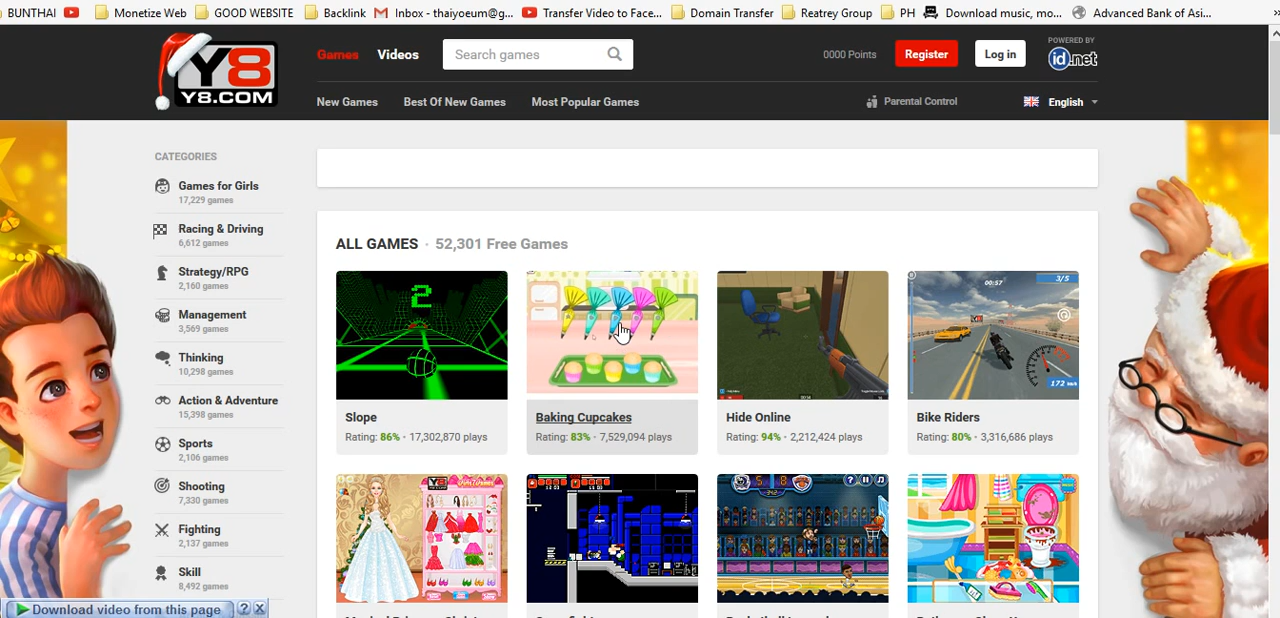 BUNTHAI Monetize Web GOOD WEBSITE Backlink Inbox - thaiyoeum@g... Transfer Video to Face... Domain Transfer Reatrey Group PH Download music, mo... Advanced Bank of Asi...
Y8
Y8.COM
Games Videos Search games 0000 Points Register Log in POWERED BY
id.net
New Games Best Of New Games Most Popular Games Parental Control English
CATEGORIES
Games for Girls
17,229 games
Racing & Driving
6,612 games
Strategy/RPG
2,160 games
Management
3,569 games
Thinking
10,298 games
Action & Adventure
15,398 games
Sports
2,106 games
Shooting
7,330 games
Fighting
2,137 games
Skill
8,492 games
ALL GAMES · 52,301 Free Games
2
00:57 3/5
172
Slope
Rating: 86% · 17,302,870 plays
Baking Cupcakes
Rating: 83% · 7,529,094 plays
Hide Online
Rating: 94% · 2,212,424 plays
Bike Riders
Rating: 80% · 3,316,686 plays
Download video from this page ? X